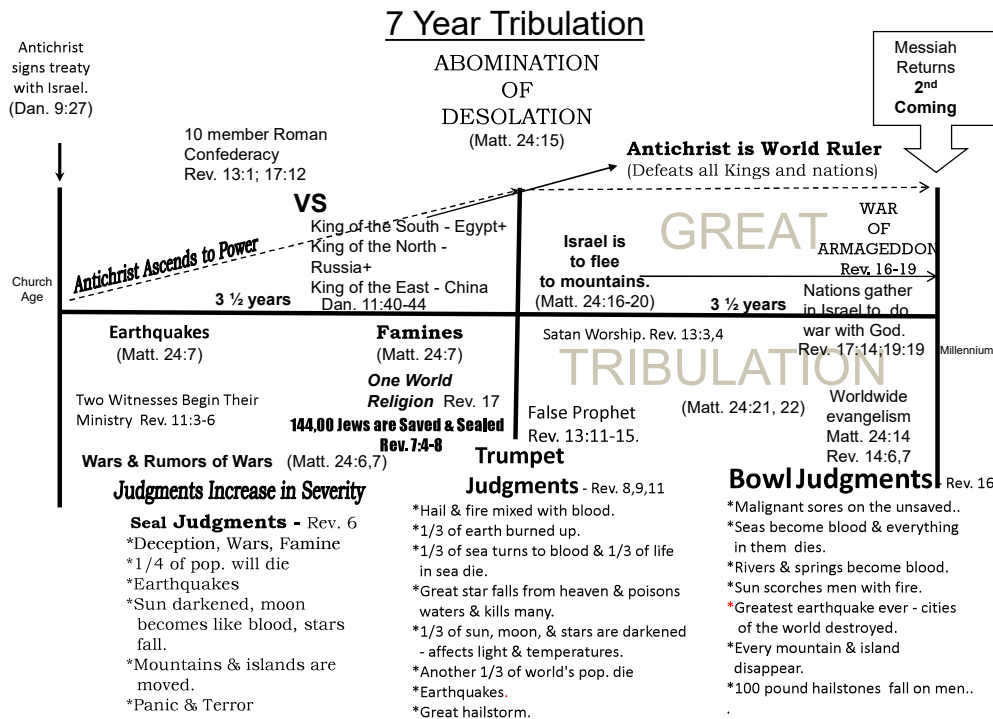 7 Year Tribulation
Antichrist
signs treaty
with Israel.
(Dan. 9:27)
ABOMINATION
OF
DESOLATION
(Matt. 24:15)
Messiah
Returns
2nd
Coming
10 member Roman
Confederacy
Rev. 13:1; 17:12
VS
King of the South - Egypt+
King of the North -
Russia+
King of the East - China
Dan. 11:40-44
Antichrist is World Ruler
(Defeats all Kings and nations)
Antichrist Ascends to Power
Church
Age
3 ½ years
Israel is
to flee
to mountains.
(Matt. 24:16-20)
GREAT
WAR
OF
ARMAGEDDON
Rev. 16-19
3 ½ years
Nations gather
in Israel to do
war with God.
Rev. 17:14;19:19
Millennium
Earthquakes
(Matt. 24:7)
Famines
(Matt. 24:7)
One World
Religion Rev. 17
Two Witnesses Begin Their
Ministry Rev. 11:3-6
144,00 Jews are Saved & Sealed
Rev. 7:4-8
Wars & Rumors of Wars (Matt. 24:6,7)
Satan Worship. Rev. 13:3,4
TRIBULATION
(Matt. 24:21, 22)
False Prophet
Rev. 13:11-15.
Worldwide
evangelism
Matt. 24:14
Rev. 14:6,7
Judgments Increase in Severity
Seal Judgments - Rev. 6
*Deception, Wars, Famine
*1/4 of pop. will die
*Earthquakes
*Sun darkened, moon
becomes like blood, stars
fall.
*Mountains & islands are
moved.
*Panic & Terror
Trumpet
Judgments - Rev. 8,9,11
*Hail & fire mixed with blood.
*1/3 of earth burned up.
*1/3 of sea turns to blood & 1/3 of life
in sea die.
*Great star falls from heaven & poisons
waters & kills many.
*1/3 of sun, moon, & stars are darkened
- affects light & temperatures.
*Another 1/3 of world's pop. die
*Earthquakes.
*Great hailstorm.
Bowl Judgments - Rev. 16
*Malignant sores on the unsaved..
*Seas become blood & everything
in them dies.
*Rivers & springs become blood.
*Sun scorches men with fire.
*Greatest earthquake ever - cities
of the world destroyed.
*Every mountain & island
disappear.
*100 pound hailstones fall on men..
.